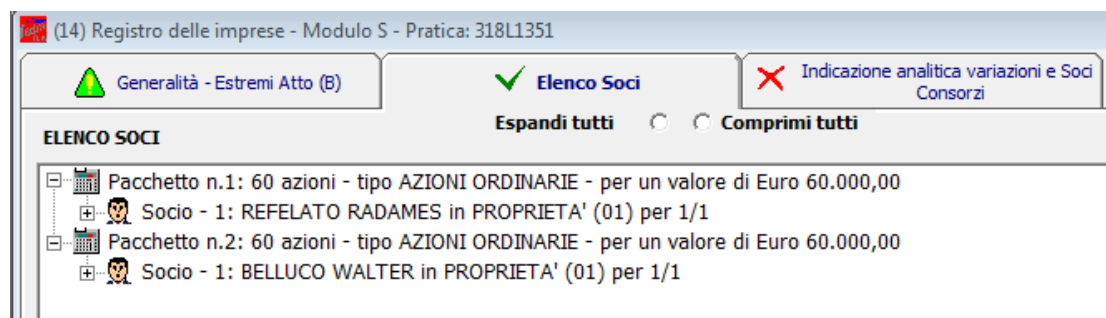 (14) Registro delle imprese - Modulo S - Pratica: 318L1351
Generalità - Estremi Atto (B)
Elenco Soci
Indicazione analitica variazioni e Soci
Consorzi
ELENCO SOCI
Espandi tutti
Comprimi tutti
Pacchetto n.1: 60 azioni - tipo AZIONI ORDINARIE - per un valore di Euro 60.000,00
Socio - 1: REFELATO RADAMES in PROPRIETA' (01) per 1/1
Pacchetto n.2: 60 azioni - tipo AZIONI ORDINARIE - per un valore di Euro 60.000,00
Socio - 1: BELLUCO WALTER in PROPRIETA' (01) per 1/1